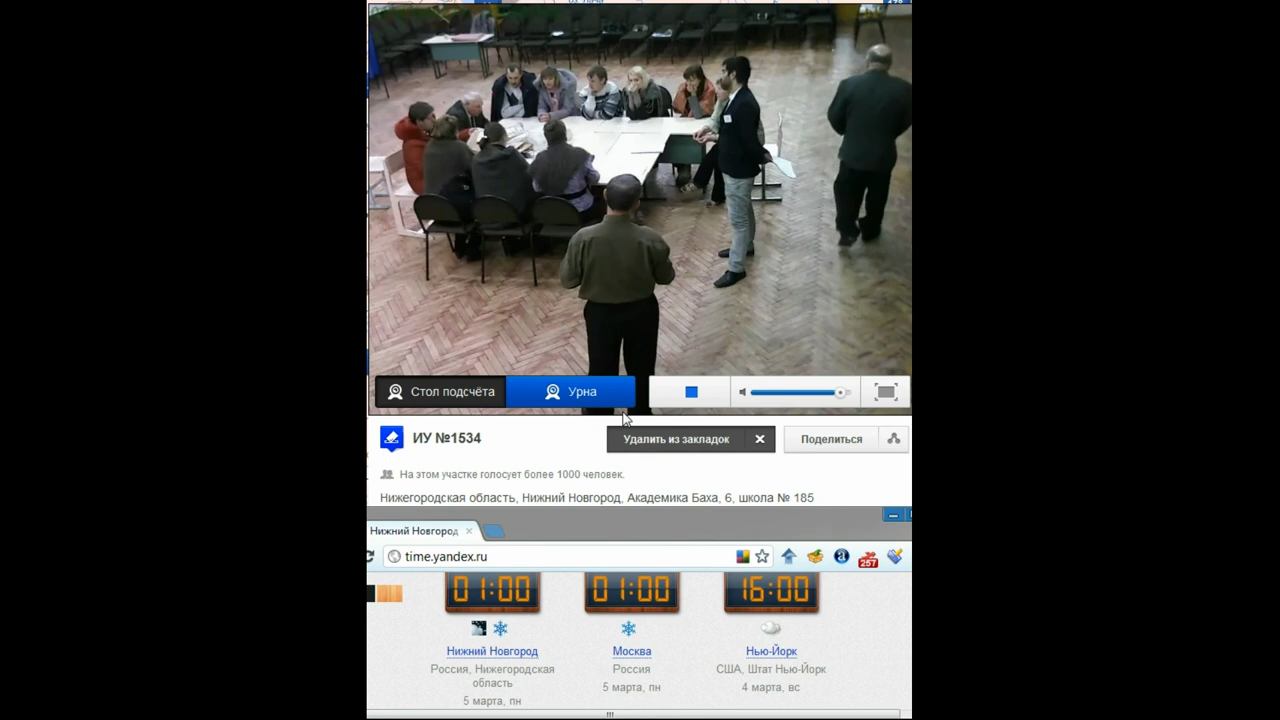 Стол подсчёта
Урна
ИУ №1534
Удалить из закладок
Поделиться
На этом участке голосует более 1000 человек.
Нижегородская область, Нижний Новгород, Академика Баха, 6, школа № 185
Нижний Новгород
time.yandex.ru
257
01:00
01:00
16:00
Нижний Новгород
Москва
Нью-Йорк
Россия, Нижегородская
область
Россия
США, Штат Нью-Йорк
5 марта, пн
5 марта, пн
4 марта, вс